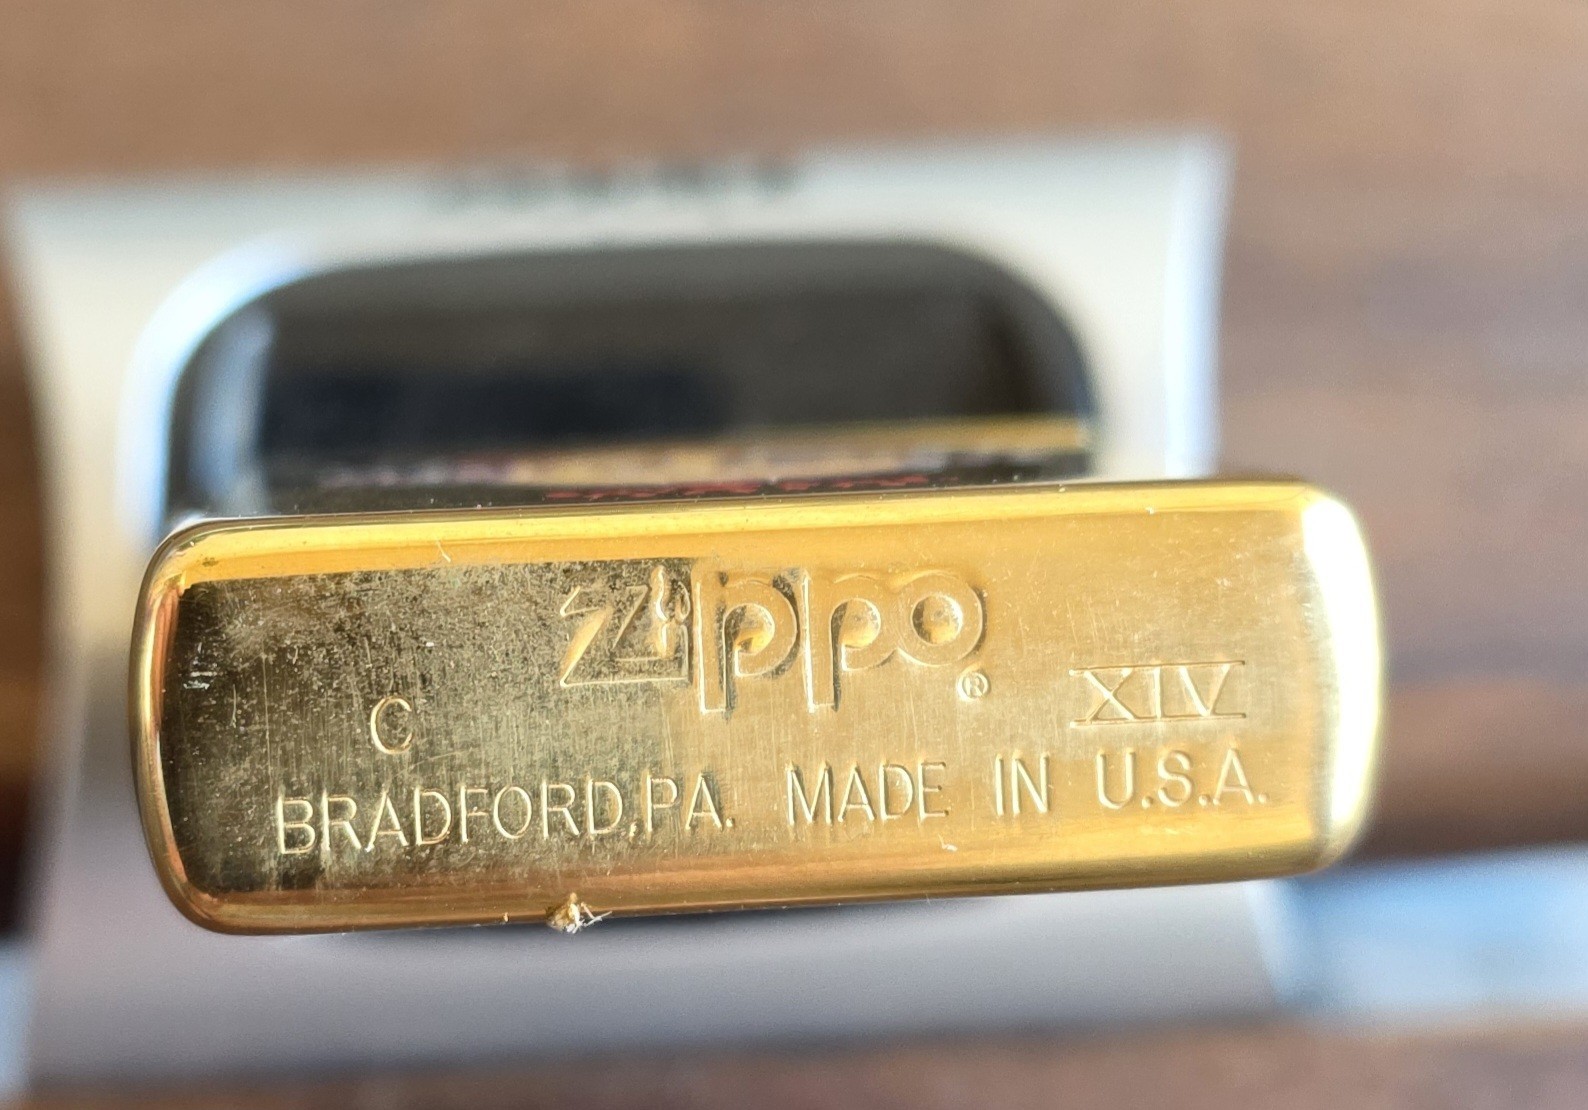 Zippo ®
C XIV
BRADFORD, PA. MADE IN U.S.A.